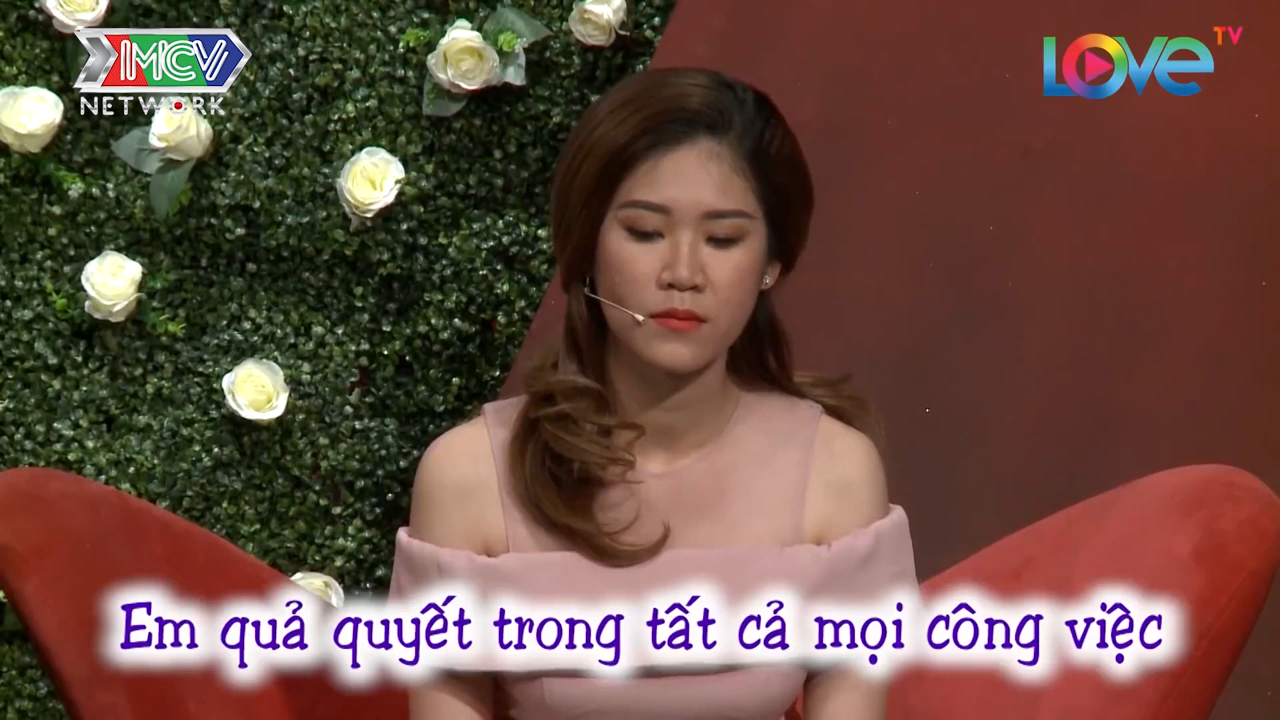 MCV
NETWORK
LOVE TV
Em quả quyết trong tất cả mọi công việc